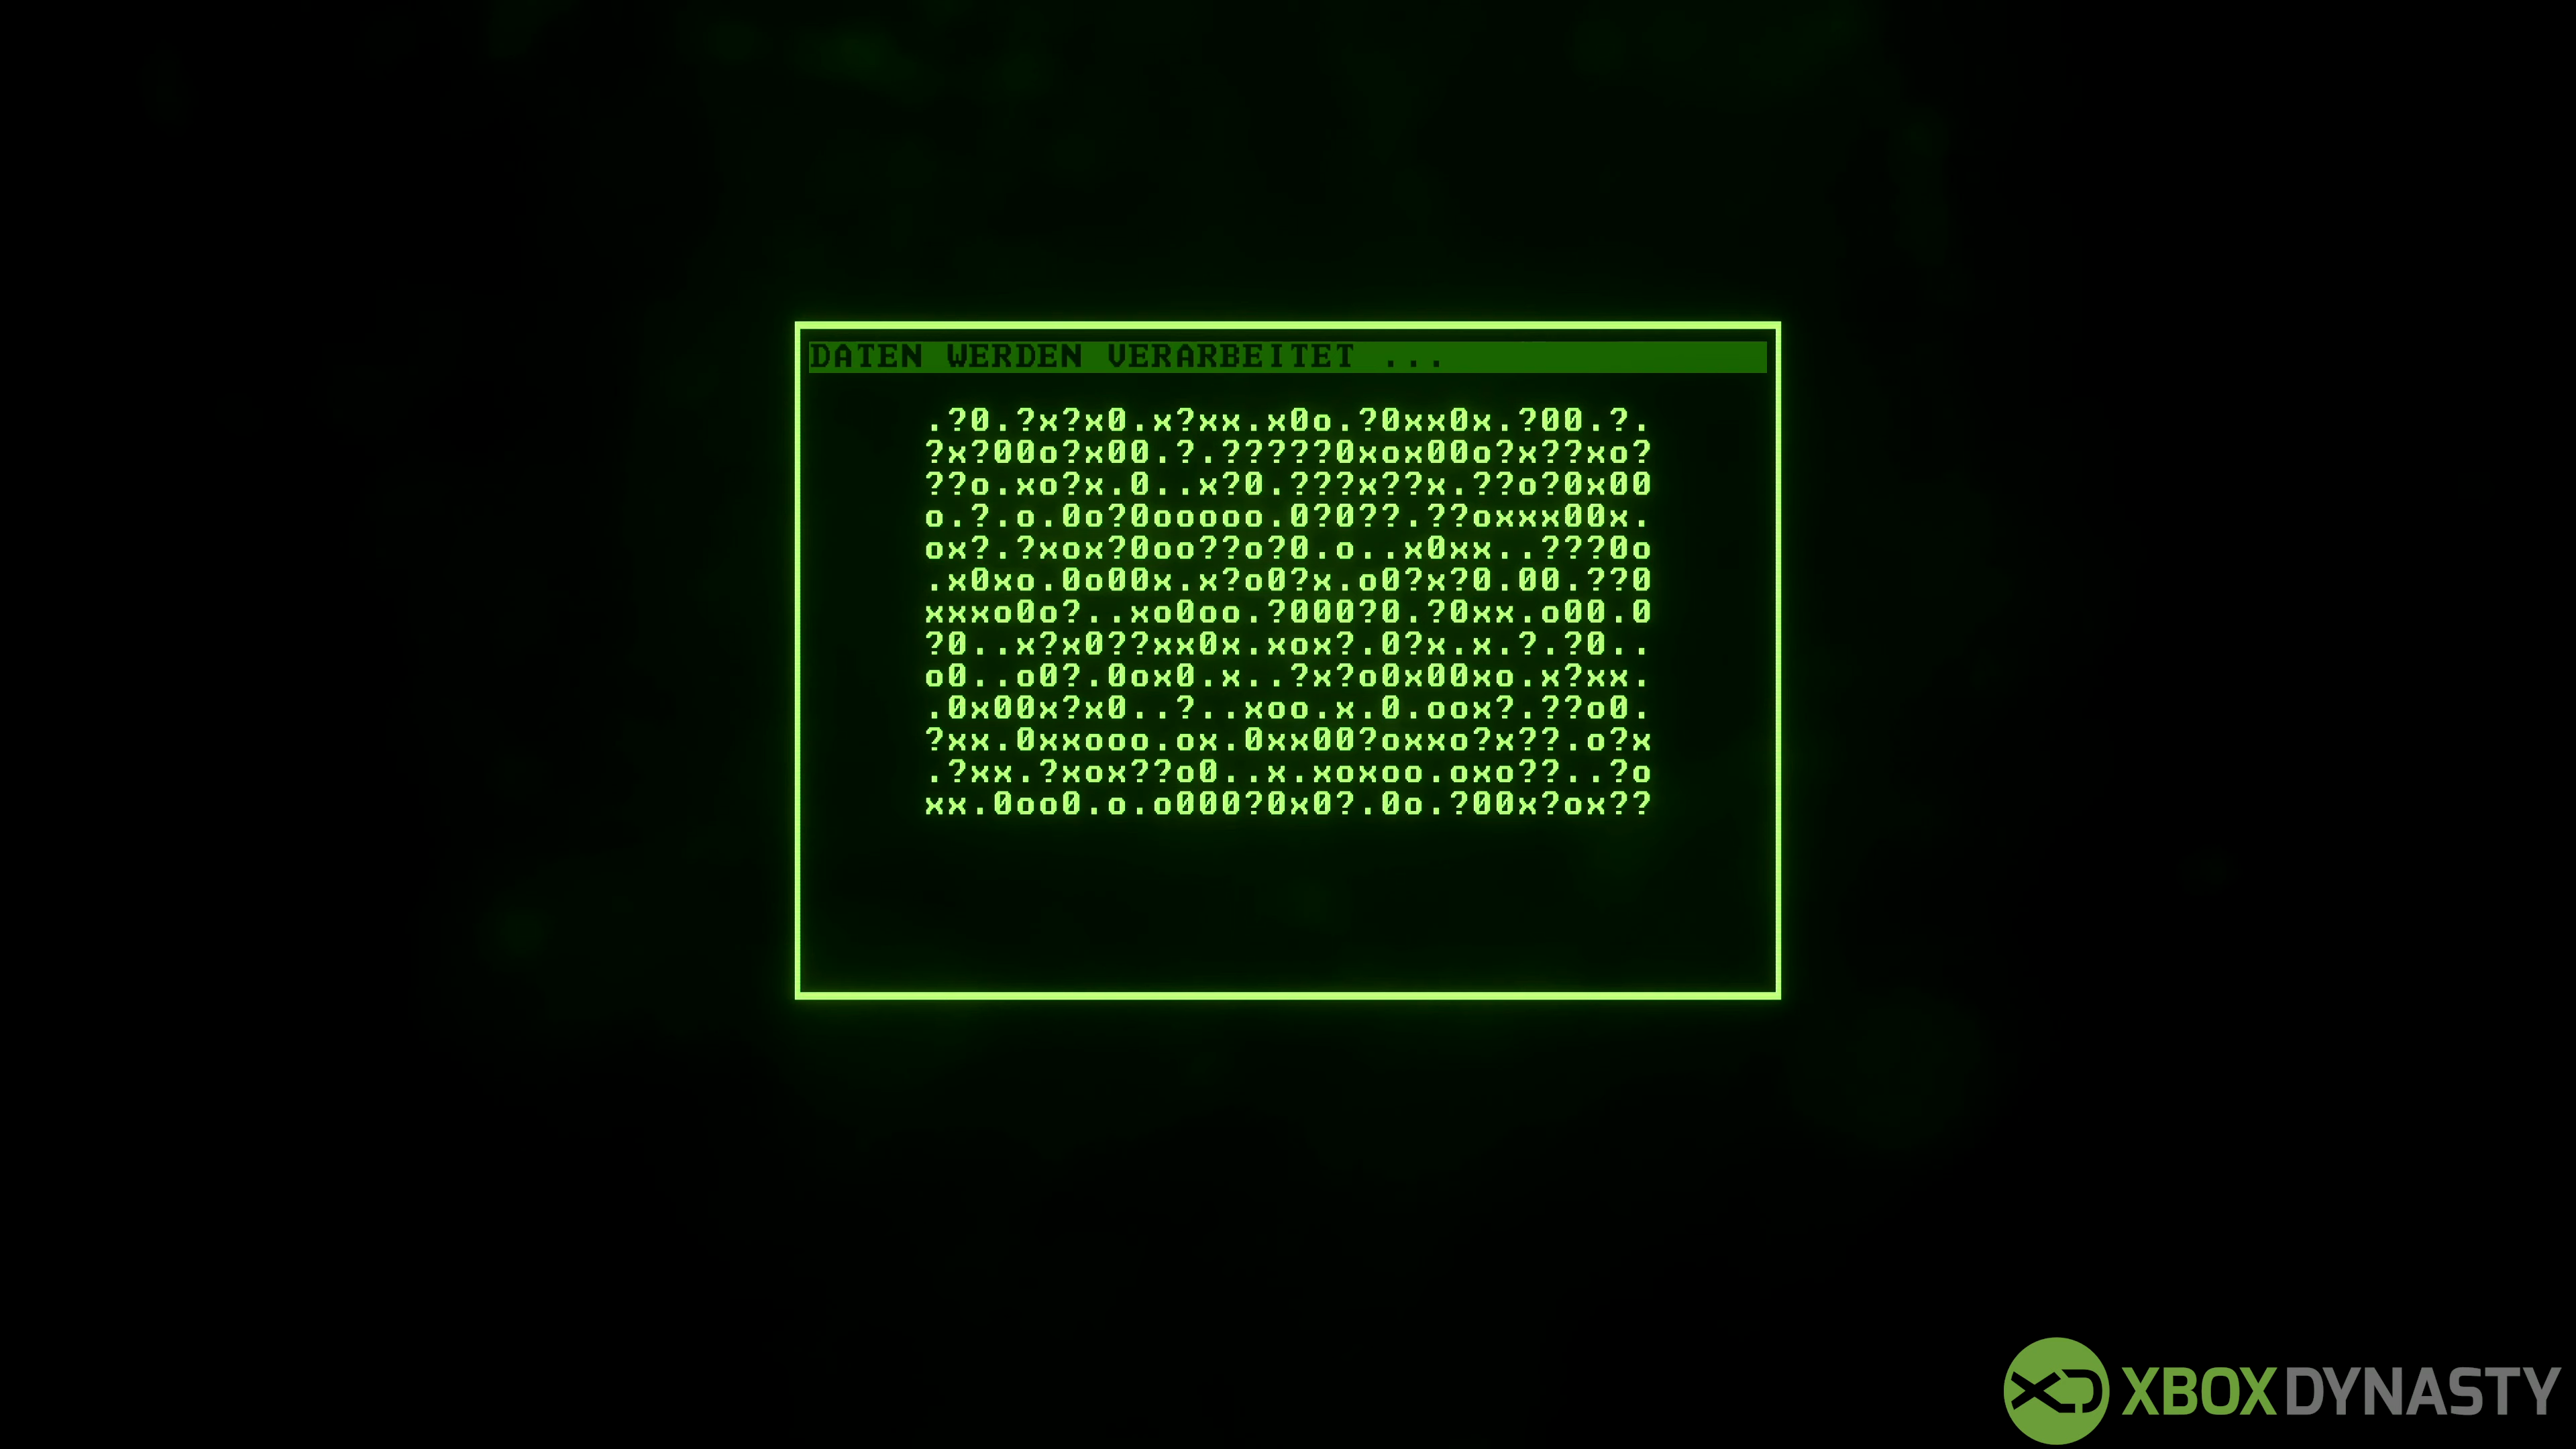 DATEN WERDEN VERARBEITET ...
.?0.?x?x0.x?xx.x0o.?0xx0x.?00.?.
?x?00o?x00.?.?????0xox00o?x??xo?
??o.xo?x.0..x?0.???x??x.??o?0x00
o.?.o.0o?0ooooo.0?0??.??oxxx00x.
ox?.?xox?0oo??o?0.o..x0xx..???0o
.x0xo.0o00x.x?o0?x.o0?x?0.00.??0
xxxo0o?..xo0oo.?000?0.?0xx.o00.0
?0..x?x0??xx0x.xox?.0?x.x.?.?0..
o0..o0?.0ox0.x..?x?o0x00xo.x?xx.
.0x00x?x0..?..xoo.x.0.oox?.??o0.
?xx.0xxooo.ox.0xx00?oxxo?x??.o?x
.?xx.?xox??o0..x.xoxoo.oxo??..?o
xx.0oo0.o.o000?0x0?.0o.?00x?ox??
XBOXDYNASTY